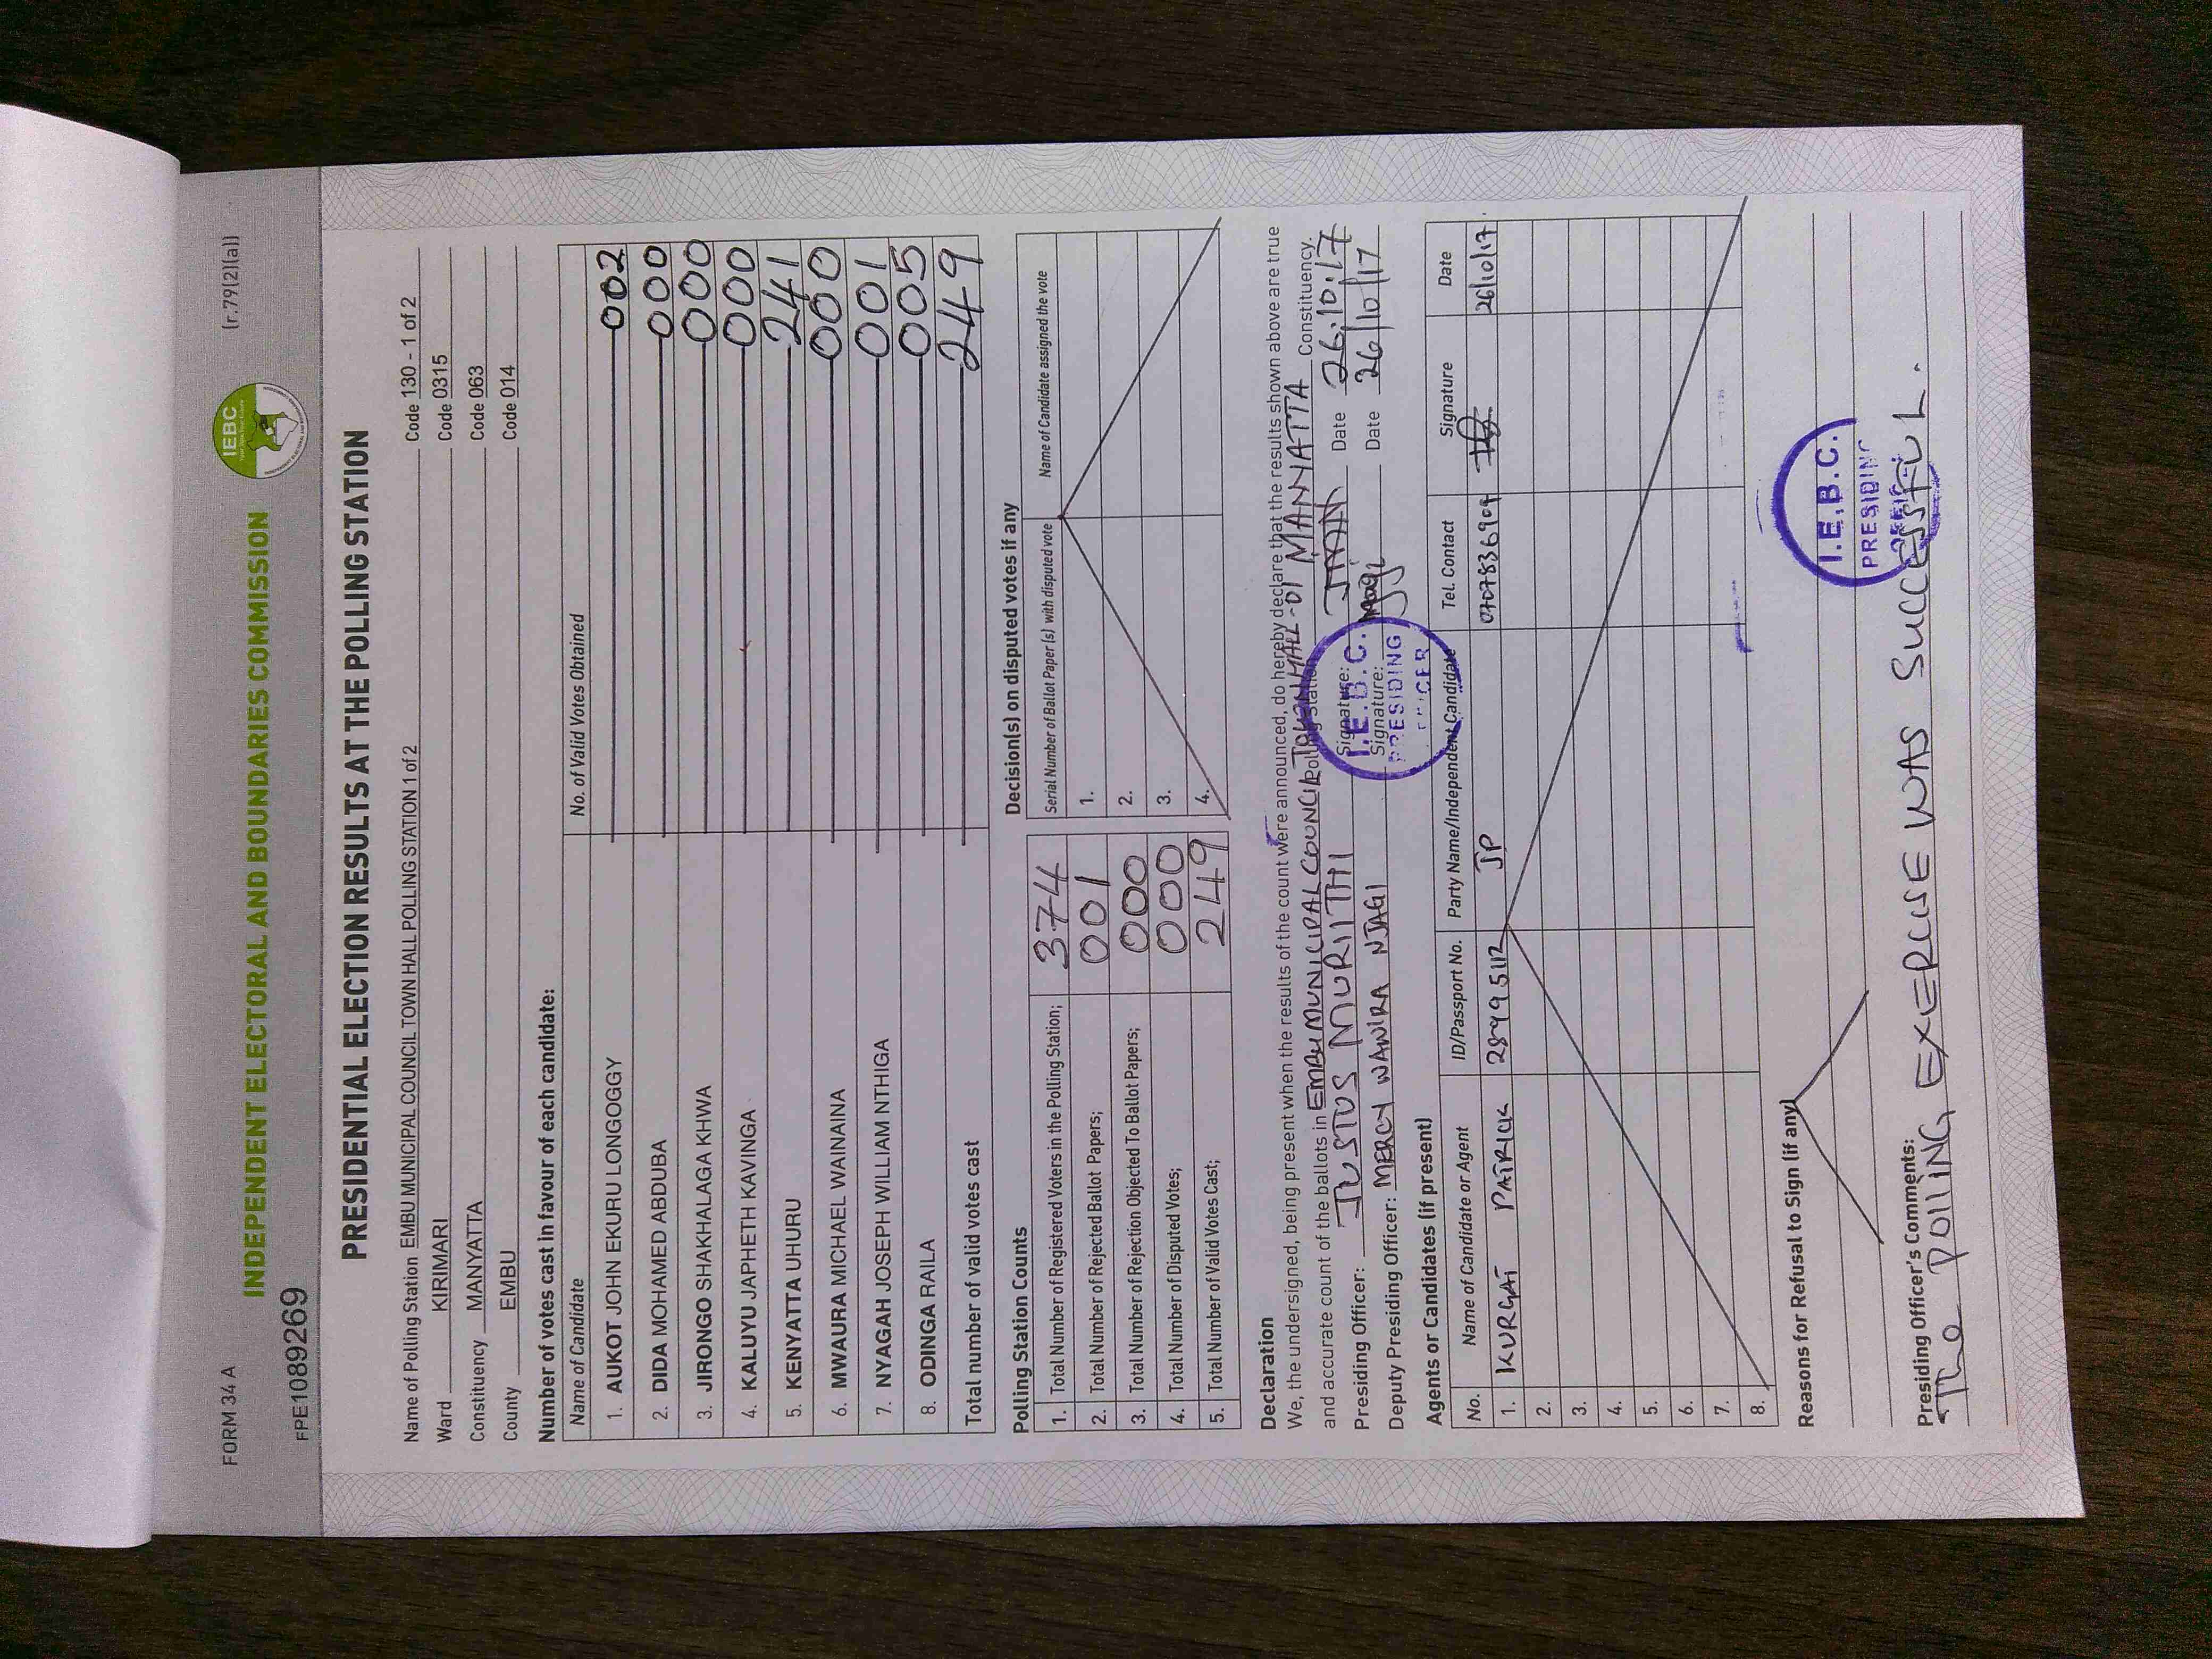 FORM 34 A
(r.79(2)(a))
INDEPENDENT ELECTORAL AND BOUNDARIES COMMISSION
IEBC
FPE1089269
PRESIDENTIAL ELECTION RESULTS AT THE POLLING STATION
Name of Polling Station EMBU MUNICIPAL COUNCIL TOWN HALL POLLING STATION 1 of 2 Code 130 - 1 of 2
Ward KIRIMARI Code 0315
Constituency MANYATTA Code 063
County EMBU Code 014
Number of votes cast in favour of each candidate:
Name of Candidate No. of Valid Votes Obtained
1. AUKOT JOHN EKURU LONGOGGY 002
2. DIDA MOHAMED ABDUBA 000
3. JIRONGO SHAKHALAGA KHWA 000
4. KALUYU JAPHETH KAVINGA 000
5. KENYATTA UHURU 241
6. MWAURA MICHAEL WAINAINA 000
7. NYAGAH JOSEPH WILLIAM NTHIGA 001
8. ODINGA RAILA 005
Total number of valid votes cast 249
Polling Station Counts
1. Total Number of Registered Voters in the Polling Station; 374
2. Total Number of Rejected Ballot Papers; 001
3. Total Number of Rejection Objected To Ballot Papers; 000
4. Total Number of Disputed Votes; 000
5. Total Number of Valid Votes Cast; 249
Decision(s) on disputed votes if any
Serial Number of Ballot Paper (s) with disputed vote Name of Candidate assigned the vote
1.
2.
3.
4.
Declaration
We, the undersigned, being present when the results of the count were announced, do hereby declare that the results shown above are true
and accurate count of the ballots in EMBU MUNICIPAL COUNCIL TOWN HALL-01 Polling Station MANYATTA Constituency.
Presiding Officer: JUSTUS MURIITHI Signature: Date 26.10.17
Deputy Presiding Officer: MERCY WAWIRA NJAGI Signature: Date 26/10/17
I.E.B.C.
PRESIDING
Agents or Candidates (if present)
No. Name of Candidate or Agent ID/Passport No. Party Name/Independent Candidate Tel. Contact Signature Date
1. KURGAT PATRICK 28995112 JP 0707836909 26/10/17.
2.
3.
4.
5.
6.
7.
8.
Reasons for Refusal to Sign (if any)
I.E.B.C.
PRESIDING
Presiding Officer's Comments:
The POLLING EXERCISE WAS SUCCESSFUL.